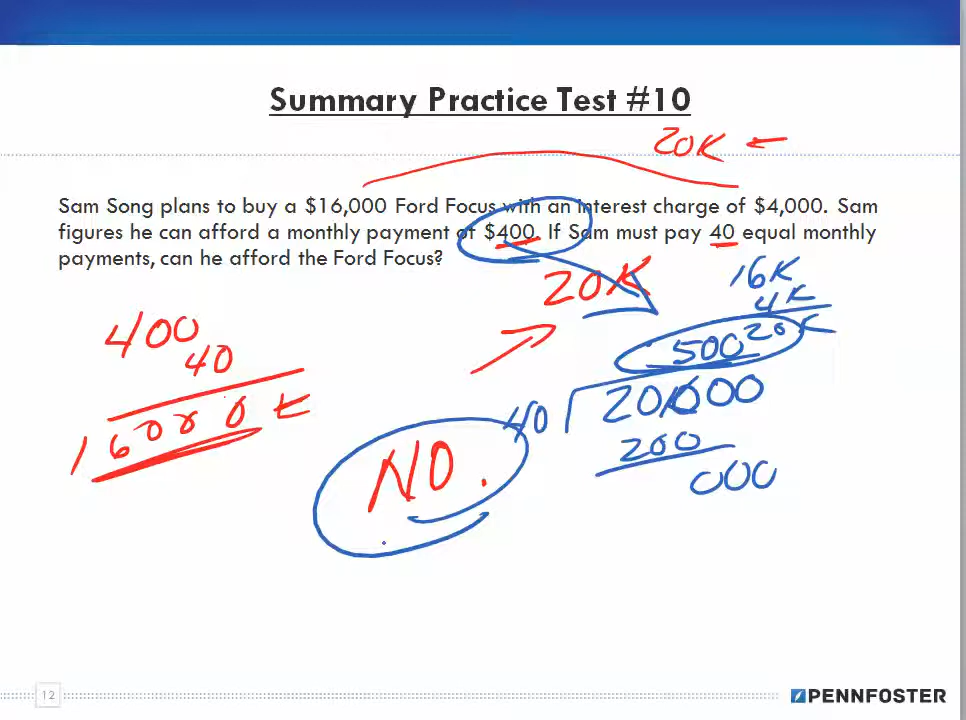 Summary Practice Test #10
20K
Sam Song plans to buy a $16,000 Ford Focus with an interest charge of $4,000. Sam
figures he can afford a monthly payment of $400. If Sam must pay 40 equal monthly
payments, can he afford the Ford Focus?
20K
16K
4K
20K
400
40
16000
500
40 20,000
200
000
NO.
12
PENNFOSTER